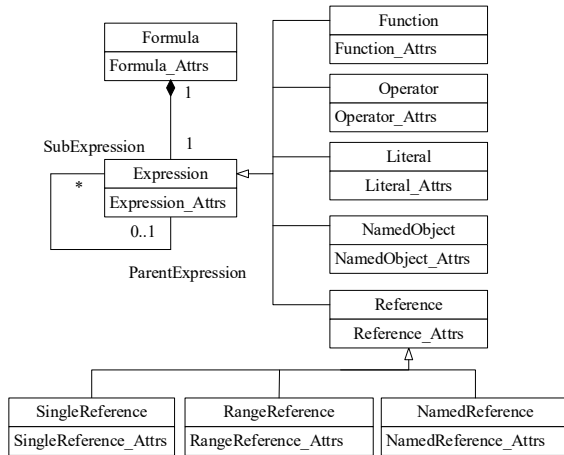 Formula
Formula_Attrs
1
1
SubExpression
*
Expression
Expression_Attrs
0..1
ParentExpression
Function
Function_Attrs
Operator
Operator_Attrs
Literal
Literal_Attrs
NamedObject
NamedObject_Attrs
Reference
Reference_Attrs
SingleReference
SingleReference_Attrs
RangeReference
RangeReference_Attrs
NamedReference
NamedReference_Attrs